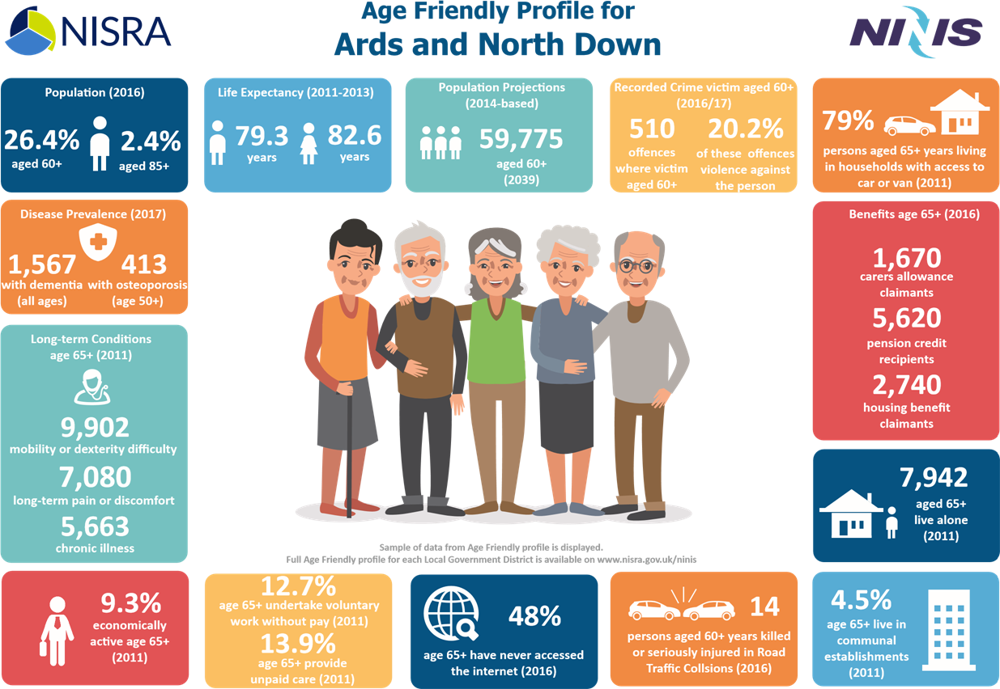 NISRA
Age Friendly Profile for
Ards and North Down
NINIS
Population (2016)
26.4%
aged 60+
2.4%
aged 85+
Life Expectancy (2011-2013)
79.3
years
82.6
years
Population Projections
(2014-based)
59,775
aged 60+
(2039)
Recorded Crime victim aged 60+
(2016/17)
510
offences
where victim
aged 60+
20.2%
of these offences
violence against
the person
79%
persons aged 65+ years living
in households with access to
car or van (2011)
Disease Prevalence (2017)
1,567
with dementia
(all ages)
413
with osteoporosis
(age 50+)
Benefits age 65+ (2016)
1,670
carers allowance
claimants
5,620
pension credit
recipients
2,740
housing benefit
claimants
Long-term Conditions
age 65+ (2011)
9,902
mobility or dexterity difficulty
7,080
long-term pain or discomfort
5,663
chronic illness
7,942
aged 65+
live alone
(2011)
Sample of data from Age Friendly profile is displayed.
Full Age Friendly profile for each Local Government District is available on www.nisra.gov.uk/ninis
9.3%
economically
active age 65+
(2011)
12.7%
age 65+ undertake voluntary
work without pay (2011)
13.9%
age 65+ provide
unpaid care (2011)
48%
age 65+ have never accessed
the internet (2016)
14
persons aged 60+ years killed
or seriously injured in Road
Traffic Collsions (2016)
4.5%
age 65+ live in
communal
establishments
(2011)